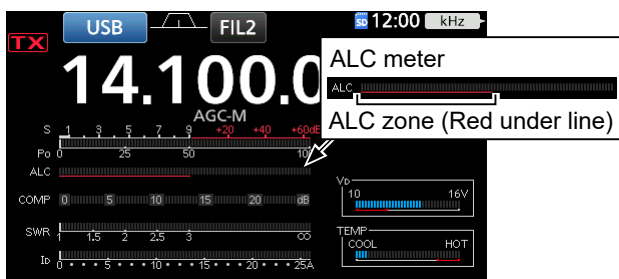 USB FIL2 SD 12:00 kHz
TX
14.100.0
AGC-M
ALC meter
ALC
ALC zone (Red under line)
S 1 3 5 7 9 +20 +40 +60dB
Po 0 25 50 100
ALC
COMP 0 5 10 15 20 dB
SWR 1 1.5 2 2.5 3 ∞
ID 0 5 10 15 20 25A
VD
10 16V
TEMP
COOL HOT